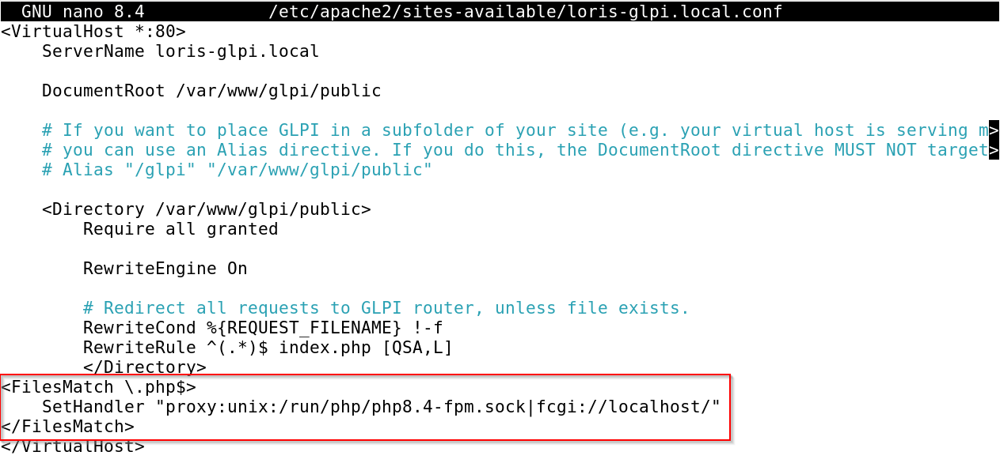 GNU nano 8.4 /etc/apache2/sites-available/loris-glpi.local.conf
<VirtualHost *:80>
    ServerName loris-glpi.local

    DocumentRoot /var/www/glpi/public

    # If you want to place GLPI in a subfolder of your site (e.g. your virtual host is serving m>
    # you can use an Alias directive. If you do this, the DocumentRoot directive MUST NOT target>
    # Alias "/glpi" "/var/www/glpi/public"

    <Directory /var/www/glpi/public>
        Require all granted

        RewriteEngine On

        # Redirect all requests to GLPI router, unless file exists.
        RewriteCond %{REQUEST_FILENAME} !-f
        RewriteRule ^(.*)$ index.php [QSA,L]
        </Directory>
<FilesMatch \.php$>
    SetHandler "proxy:unix:/run/php/php8.4-fpm.sock|fcgi://localhost/"
</FilesMatch>
</VirtualHost>